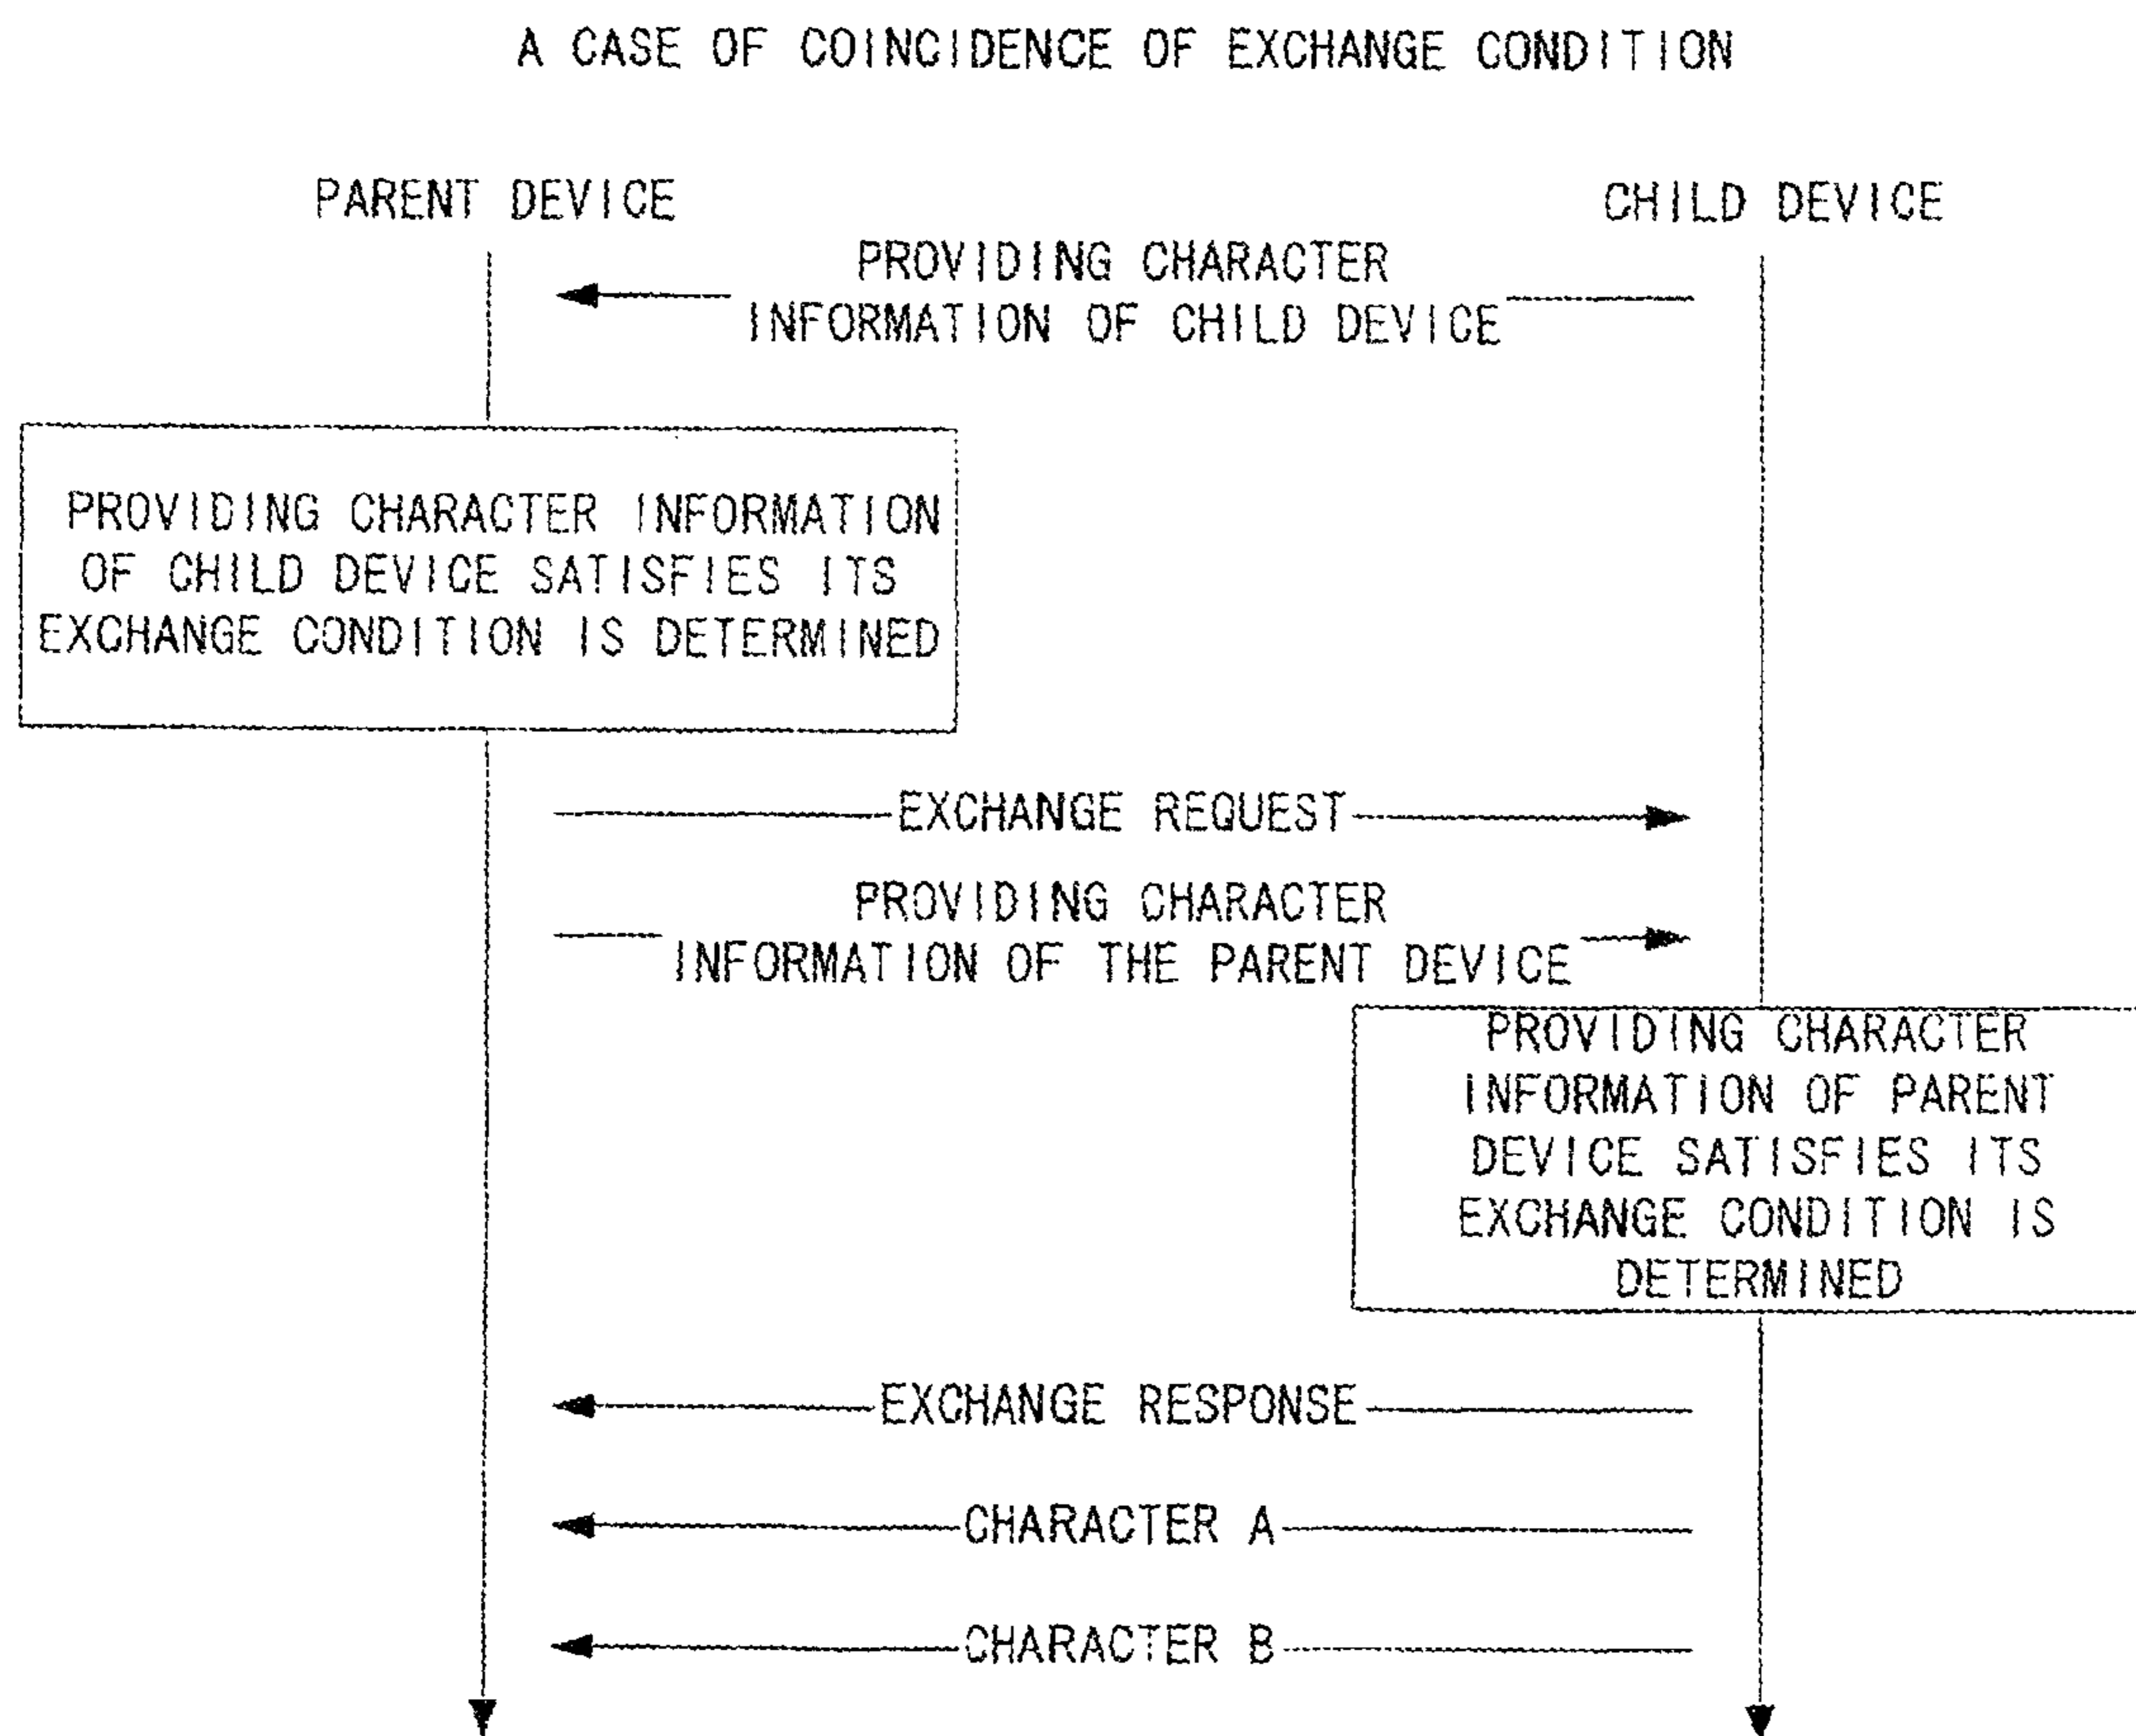 A CASE OF COINCIDENCE OF EXCHANGE CONDITION
PARENT DEVICE
CHILD DEVICE
PROVIDING CHARACTER
INFORMATION OF CHILD DEVICE
PROVIDING CHARACTER INFORMATION
OF CHILD DEVICE SATISFIES ITS
EXCHANGE CONDITION IS DETERMINED
EXCHANGE REQUEST
PROVIDING CHARACTER
INFORMATION OF THE PARENT DEVICE
PROVIDING CHARACTER
INFORMATION OF PARENT
DEVICE SATISFIES ITS
EXCHANGE CONDITION IS
DETERMINED
EXCHANGE RESPONSE
CHARACTER A
CHARACTER B